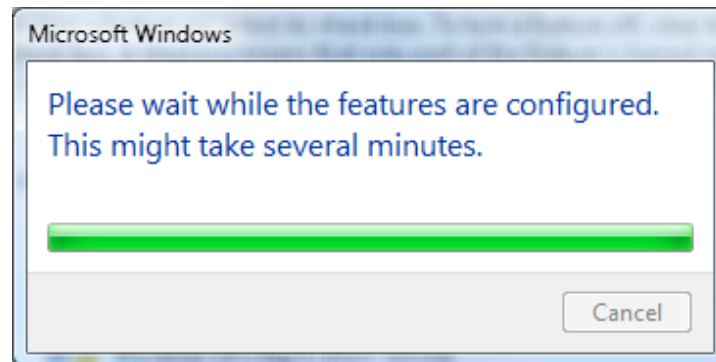 Microsoft Windows
Please wait while the features are configured.
This might take several minutes.
Cancel